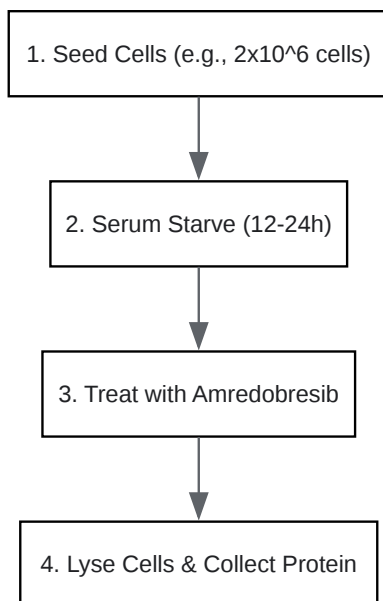 1. Seed Cells (e.g., 2x10^6 cells)
2. Serum Starve (12-24h)
3. Treat with Amredobresib
4. Lyse Cells & Collect Protein